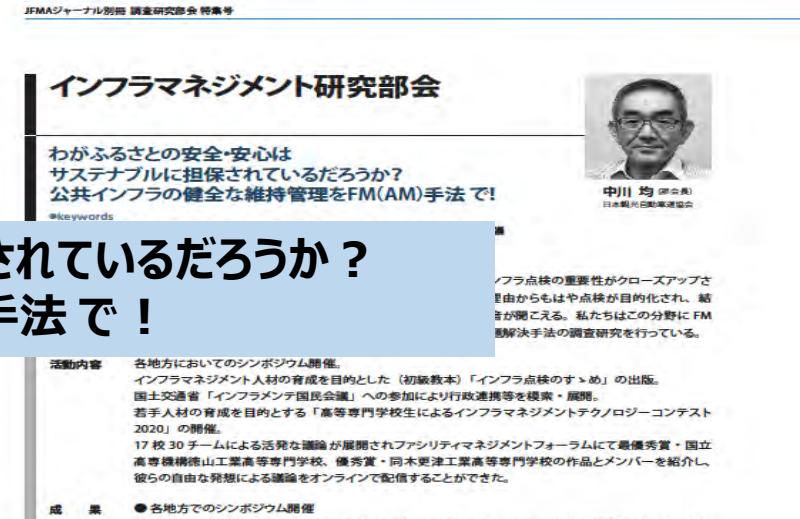 JFMAジャーナル別冊 調査研究部会 特集号
インフラマネジメント研究部会
わがふるさとの安全・安心は
サステナブルに担保されているだろうか？
公共インフラの健全な維持管理をFM(AM)手法 で!
中川 均 (部会長)
日本観光自動車道協会
●keywords
されているだろうか？
手法 で！
ンフラ点検の重要性がクローズアップさ
理由からもはや点検が目的化され、結
音が聞こえる。私たちはこの分野に FM
題解決手法の調査研究を行っている。
活動内容 各地方においてのシンポジウム開催。
インフラマネジメント人材の育成を目的とした（初級教本）「インフラ点検のすゝめ」の出版。
国土交通省「インフラメンテ国民会議」への参加により行政連携等を模索・展開。
若手人材の育成を目的とする「高等専門学校生によるインフラマネジメントテクノロジーコンテスト
2020」の開催。
17 校 30 チームによる活発な議論が展開されファシリティマネジメントフォーラムにて最優秀賞・国立
高専機構徳山工業高等専門学校、優秀賞・同木更津工業高等専門学校の作品とメンバーを紹介し、
彼らの自由な発想による議論をオンラインで配信することができた。
成 果 ●各地方でのシンポジウム開催